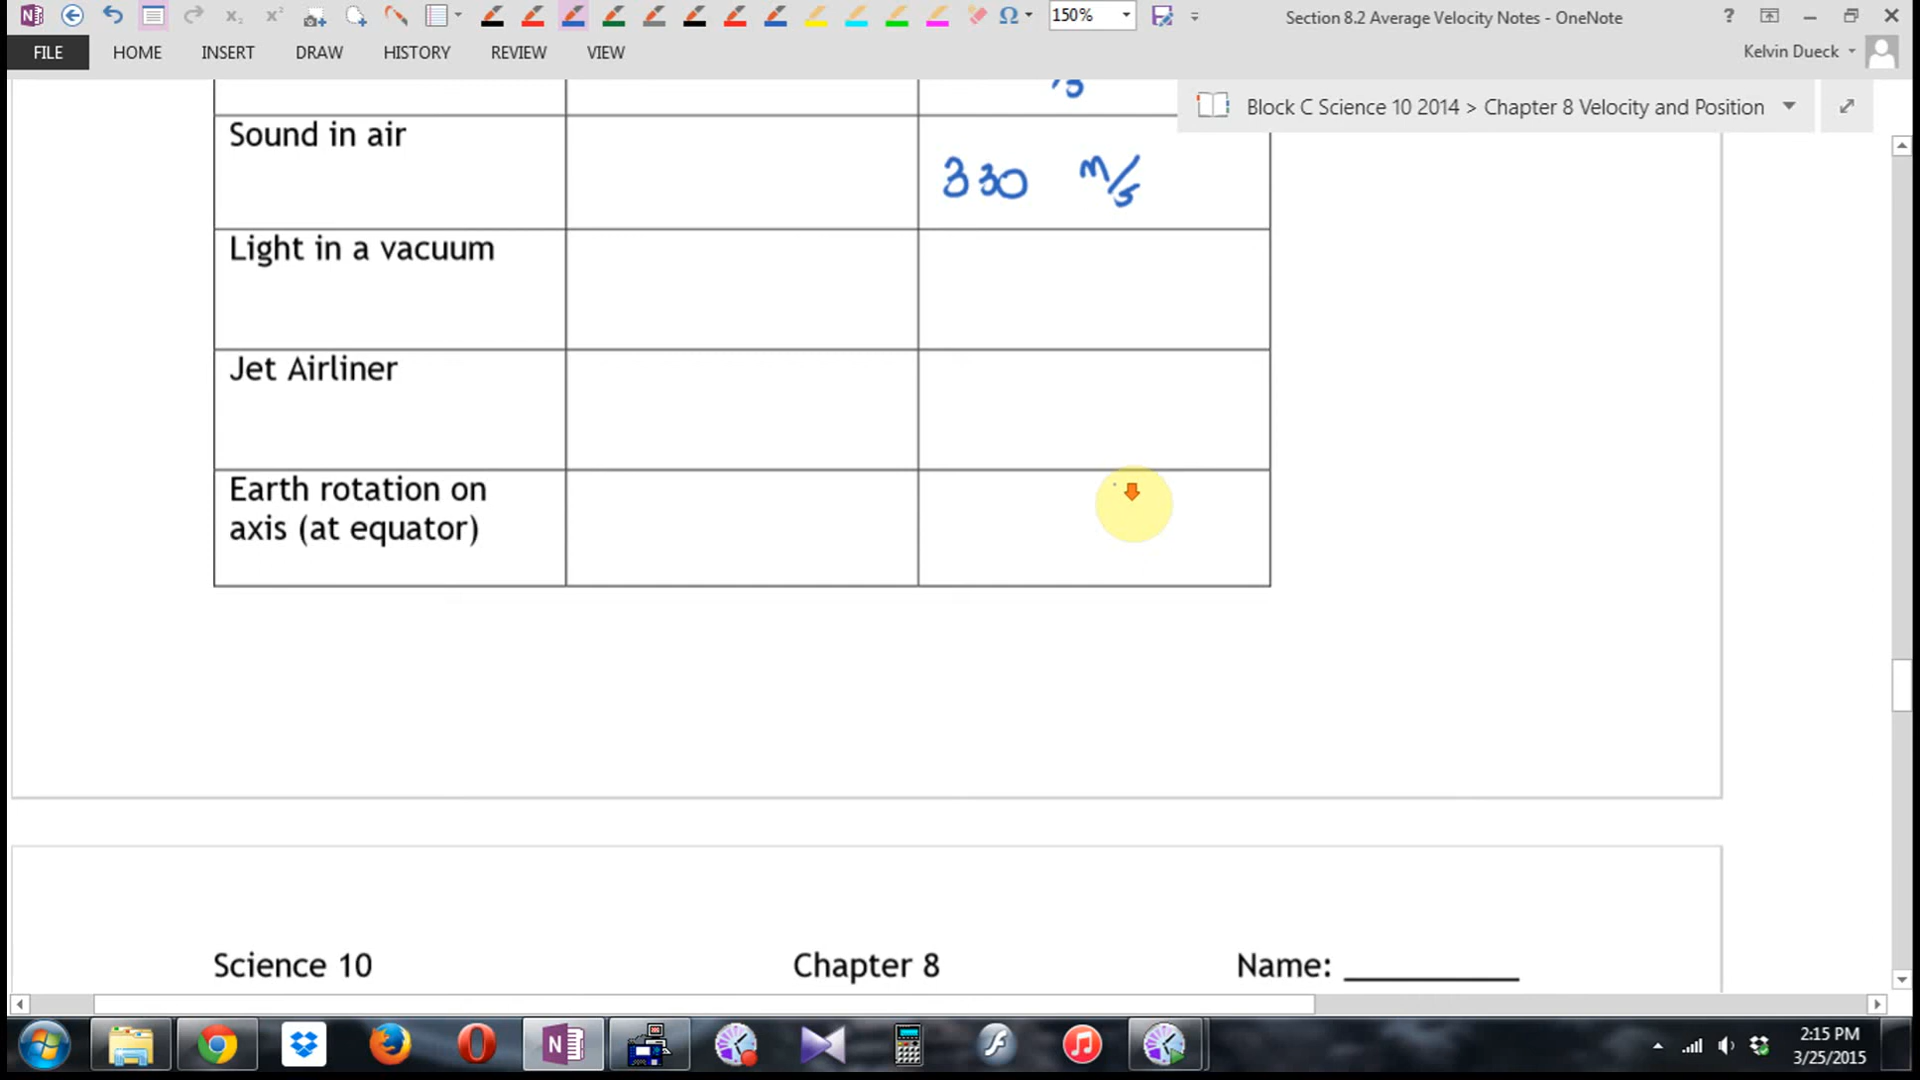 150%
Section 8.2 Average Velocity Notes - OneNote
?
FILE
HOME
INSERT
DRAW
HISTORY
REVIEW
VIEW
Kelvin Dueck
Block C Science 10 2014 > Chapter 8 Velocity and Position
Sound in air
330 m/s
Light in a vacuum
Jet Airliner
Earth rotation on
axis (at equator)
Science 10
Chapter 8
Name: __________
2:15 PM
3/25/2015